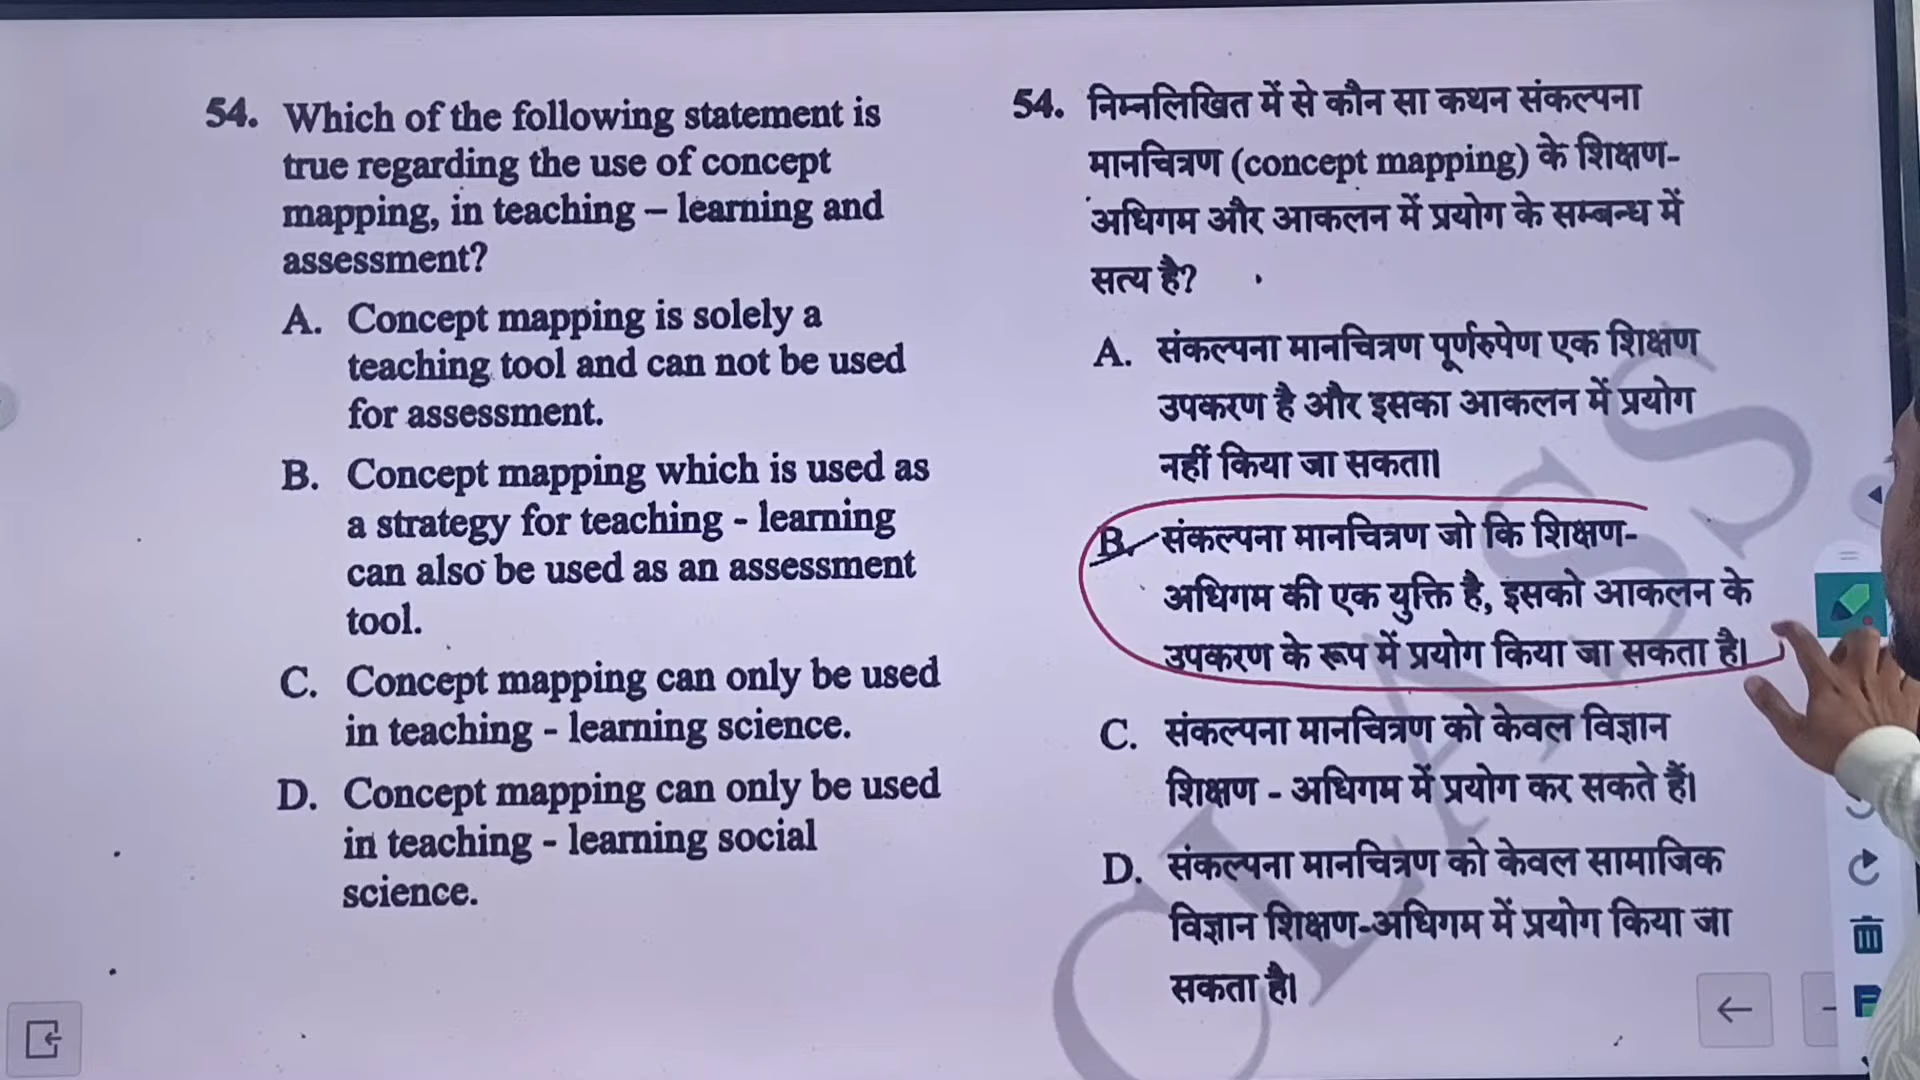 54. Which of the following statement is
true regarding the use of concept
mapping, in teaching – learning and
assessment?
A. Concept mapping is solely a
teaching tool and can not be used
for assessment.
B. Concept mapping which is used as
a strategy for teaching - learning
can also be used as an assessment
tool.
C. Concept mapping can only be used
in teaching - learning science.
D. Concept mapping can only be used
in teaching - learning social
science.
54. निम्नलिखित में से कौन सा कथन संकल्पना
मानचित्रण (concept mapping) के शिक्षण-
अधिगम और आकलन में प्रयोग के सम्बन्ध में
सत्य है?
A. संकल्पना मानचित्रण पूर्णरुपेण एक शिक्षण
उपकरण है और इसका आकलन में प्रयोग
नहीं किया जा सकता।
B. संकल्पना मानचित्रण जो कि शिक्षण-
अधिगम की एक युक्ति है, इसको आकलन के
उपकरण के रूप में प्रयोग किया जा सकता है।
C. संकल्पना मानचित्रण को केवल विज्ञान
शिक्षण - अधिगम में प्रयोग कर सकते हैं।
D. संकल्पना मानचित्रण को केवल सामाजिक
विज्ञान शिक्षण-अधिगम में प्रयोग किया जा
सकता है।
CLASS